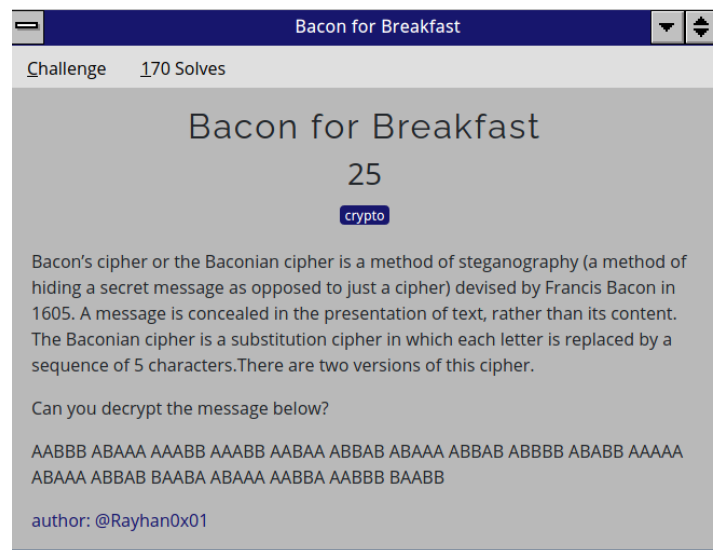 Bacon for Breakfast
Challenge 170 Solves
Bacon for Breakfast
25
crypto
Bacon's cipher or the Baconian cipher is a method of steganography (a method of
hiding a secret message as opposed to just a cipher) devised by Francis Bacon in
1605. A message is concealed in the presentation of text, rather than its content.
The Baconian cipher is a substitution cipher in which each letter is replaced by a
sequence of 5 characters.There are two versions of this cipher.
Can you decrypt the message below?
AABBB ABAAA AAABB AAABB AABAA ABBAB ABAAA ABBAB ABBBB ABABB AAAAA
ABAAA ABBAB BAABA ABAAA AABBA AABBB BAABB
author: @Rayhan0x01